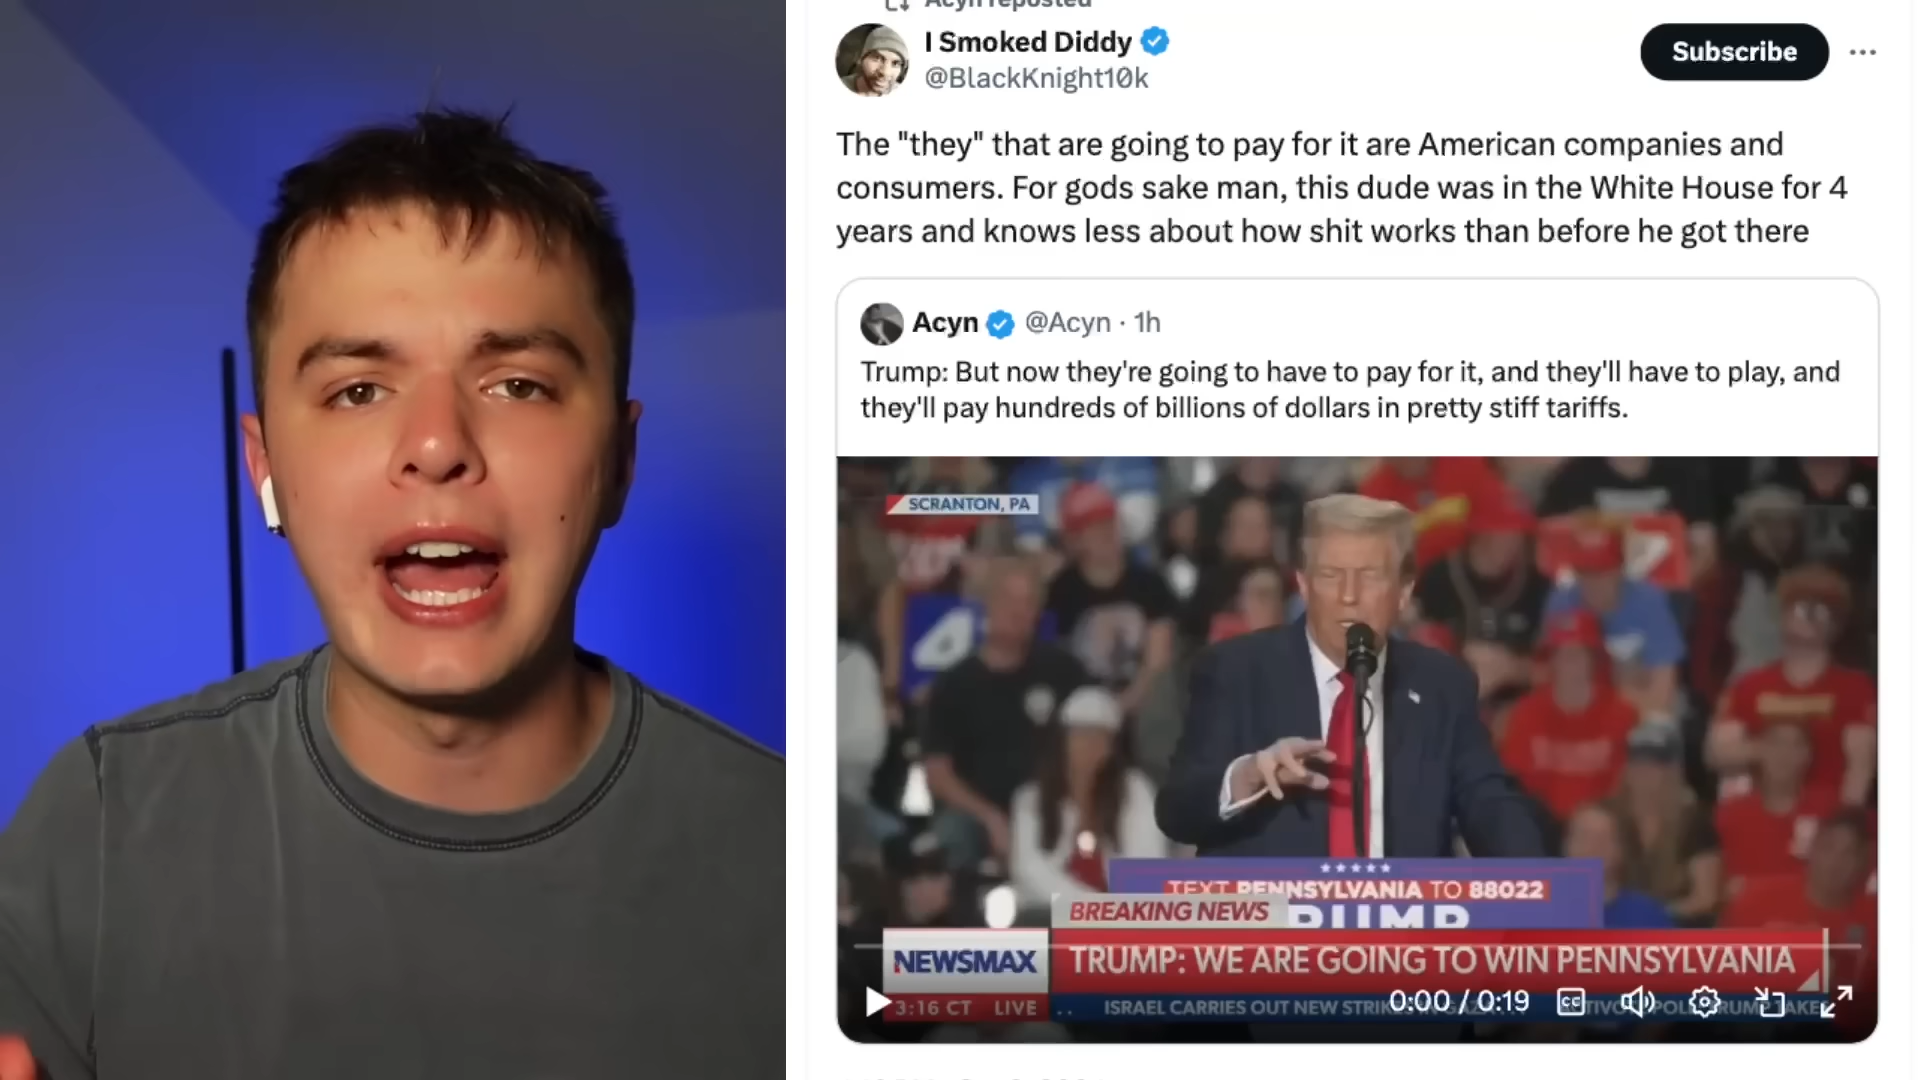 Acyn reposted
I Smoked Diddy
@BlackKnight10k
Subscribe
The "they" that are going to pay for it are American companies and
consumers. For gods sake man, this dude was in the White House for 4
years and knows less about how shit works than before he got there
Acyn @Acyn · 1h
Trump: But now they're going to have to pay for it, and they'll have to play, and
they'll pay hundreds of billions of dollars in pretty stiff tariffs.
SCRANTON, PA
TEXT PENNSYLVANIA TO 88022
TRUMP
BREAKING NEWS
NEWSMAX
TRUMP: WE ARE GOING TO WIN PENNSYLVANIA
3:16 CT LIVE
ISRAEL CARRIES OUT NEW
0:00 / 0:19
CC